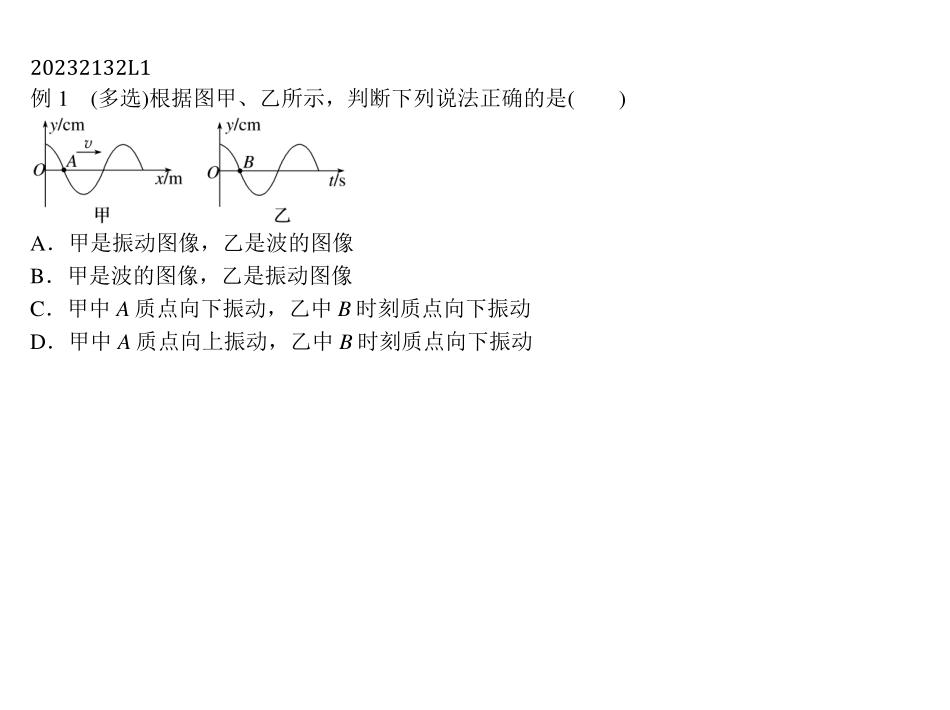 20232132L1
例 1　(多选)根据图甲、乙所示，判断下列说法正确的是(　　)
y/cm
v
A
O
x/m
甲
y/cm
B
O
t/s
乙
A．甲是振动图像，乙是波的图像
B．甲是波的图像，乙是振动图像
C．甲中 A 质点向下振动，乙中 B 时刻质点向下振动
D．甲中 A 质点向上振动，乙中 B 时刻质点向下振动